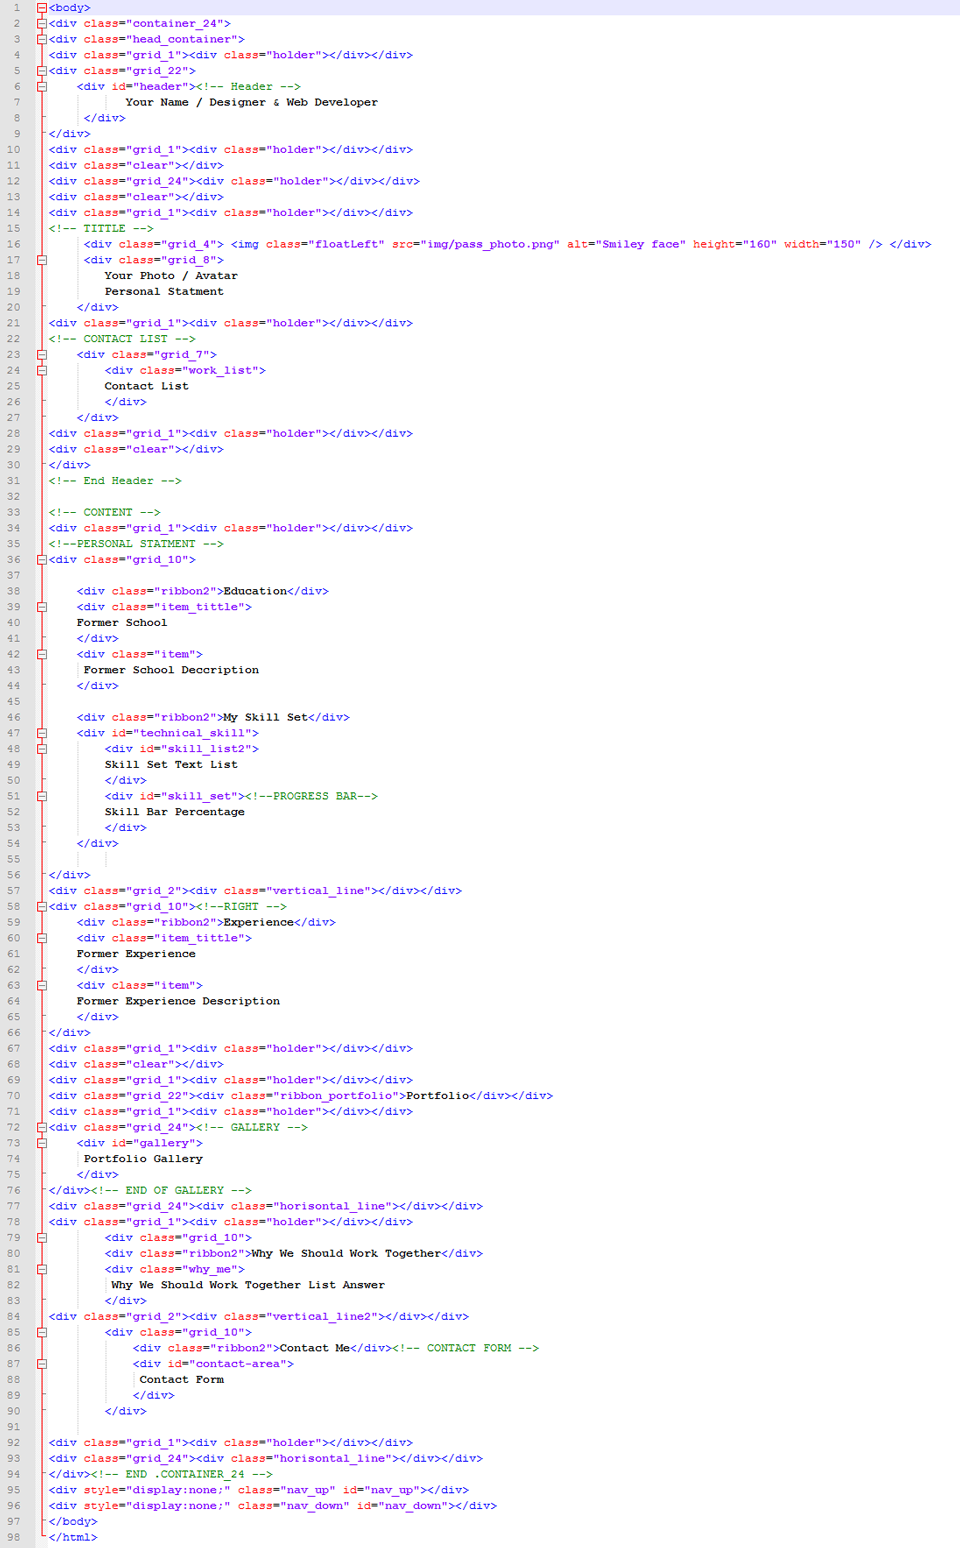 1 <body>
2 <div class="container_24">
3 <div class="head_container">
4 <div class="grid_1"><div class="holder"></div></div>
5 <div class="grid_22">
6 <div id="header"><!-- Header -->
7 Your Name / Designer & Web Developer
8 </div>
9 </div>
10 <div class="grid_1"><div class="holder"></div></div>
11 <div class="clear"></div>
12 <div class="grid_24"><div class="holder"></div></div>
13 <div class="clear"></div>
14 <div class="grid_1"><div class="holder"></div></div>
15 <!-- TITTLE -->
16 <div class="grid_4"> <img class="floatLeft" src="img/pass_photo.png" alt="Smiley face" height="160" width="150" /> </div>
17 <div class="grid_8">
18 Your Photo / Avatar
19 Personal Statment
20 </div>
21 <div class="grid_1"><div class="holder"></div></div>
22 <!-- CONTACT LIST -->
23 <div class="grid_7">
24 <div class="work_list">
25 Contact List
26 </div>
27 </div>
28 <div class="grid_1"><div class="holder"></div></div>
29 <div class="clear"></div>
30 </div>
31 <!-- End Header -->
32
33 <!-- CONTENT -->
34 <div class="grid_1"><div class="holder"></div></div>
35 <!--PERSONAL STATMENT -->
36 <div class="grid_10">
37
38 <div class="ribbon2">Education</div>
39 <div class="item_tittle">
40 Former School
41 </div>
42 <div class="item">
43 Former School Deccription
44 </div>
45
46 <div class="ribbon2">My Skill Set</div>
47 <div id="technical_skill">
48 <div id="skill_list2">
49 Skill Set Text List
50 </div>
51 <div id="skill_set"><!--PROGRESS BAR-->
52 Skill Bar Percentage
53 </div>
54 </div>
55
56 </div>
57 <div class="grid_2"><div class="vertical_line"></div></div>
58 <div class="grid_10"><!--RIGHT -->
59 <div class="ribbon2">Experience</div>
60 <div class="item_tittle">
61 Former Experience
62 </div>
63 <div class="item">
64 Former Experience Description
65 </div>
66 </div>
67 <div class="grid_1"><div class="holder"></div></div>
68 <div class="clear"></div>
69 <div class="grid_1"><div class="holder"></div></div>
70 <div class="grid_22"><div class="ribbon_portfolio">Portfolio</div></div>
71 <div class="grid_1"><div class="holder"></div></div>
72 <div class="grid_24"><!-- GALLERY -->
73 <div id="gallery">
74 Portfolio Gallery
75 </div>
76 </div><!-- END OF GALLERY -->
77 <div class="grid_24"><div class="horisontal_line"></div></div>
78 <div class="grid_1"><div class="holder"></div></div>
79 <div class="grid_10">
80 <div class="ribbon2">Why We Should Work Together</div>
81 <div class="why_me">
82 Why We Should Work Together List Answer
83 </div>
84 <div class="grid_2"><div class="vertical_line2"></div></div>
85 <div class="grid_10">
86 <div class="ribbon2">Contact Me</div><!-- CONTACT FORM -->
87 <div id="contact-area">
88 Contact Form
89 </div>
90 </div>
91
92 <div class="grid_1"><div class="holder"></div></div>
93 <div class="grid_24"><div class="horisontal_line"></div></div>
94 </div><!-- END .CONTAINER_24 -->
95 <div style="display:none;" class="nav_up" id="nav_up"></div>
96 <div style="display:none;" class="nav_down" id="nav_down"></div>
97 </body>
98 </html>